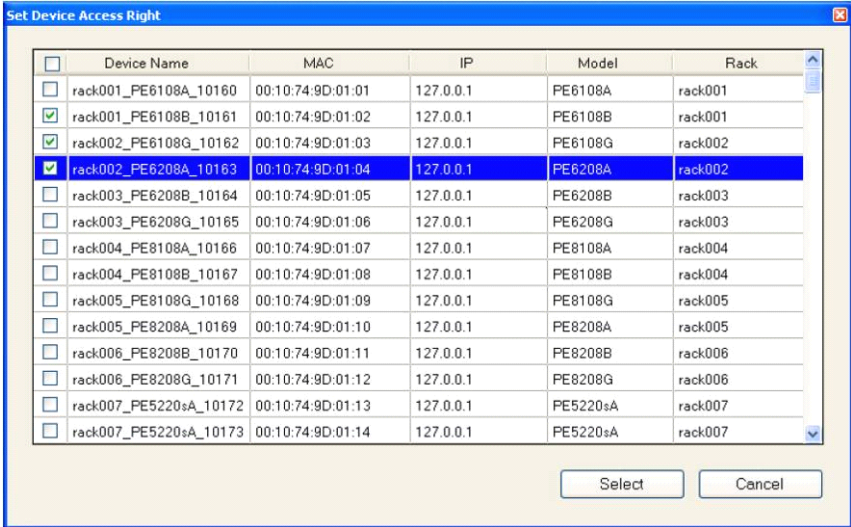 Set Device Access Right
Device Name MAC IP Model Rack
rack001_PE6108A_10160 00:10:74:9D:01:01 127.0.0.1 PE6108A rack001
rack001_PE6108B_10161 00:10:74:9D:01:02 127.0.0.1 PE6108B rack001
rack002_PE6108G_10162 00:10:74:9D:01:03 127.0.0.1 PE6108G rack002
rack002_PE6208A_10163 00:10:74:9D:01:04 127.0.0.1 PE6208A rack002
rack003_PE6208B_10164 00:10:74:9D:01:05 127.0.0.1 PE6208B rack003
rack003_PE6208G_10165 00:10:74:9D:01:06 127.0.0.1 PE6208G rack003
rack004_PE8108A_10166 00:10:74:9D:01:07 127.0.0.1 PE8108A rack004
rack004_PE8108B_10167 00:10:74:9D:01:08 127.0.0.1 PE8108B rack004
rack005_PE8108G_10168 00:10:74:9D:01:09 127.0.0.1 PE8108G rack005
rack005_PE8208A_10169 00:10:74:9D:01:10 127.0.0.1 PE8208A rack005
rack006_PE8208B_10170 00:10:74:9D:01:11 127.0.0.1 PE8208B rack006
rack006_PE8208G_10171 00:10:74:9D:01:12 127.0.0.1 PE8208G rack006
rack007_PE5220sA_10172 00:10:74:9D:01:13 127.0.0.1 PE5220sA rack007
rack007_PE5220sA_10173 00:10:74:9D:01:14 127.0.0.1 PE5220sA rack007
Select Cancel